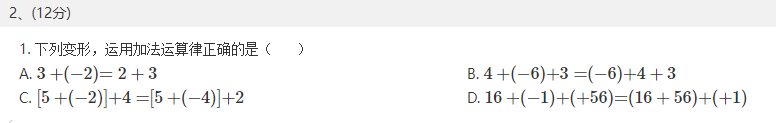 2、(12分)
1. 下列变形，运用加法运算律正确的是（　　）
A. 3 +(−2)= 2 + 3　　B. 4 +(−6)+3 =(−6)+4 + 3
C. [5 +(−2)]+4 =[5 +(−4)]+2　　D. 16 +(−1)+(+56)=(16 + 56)+(+1)